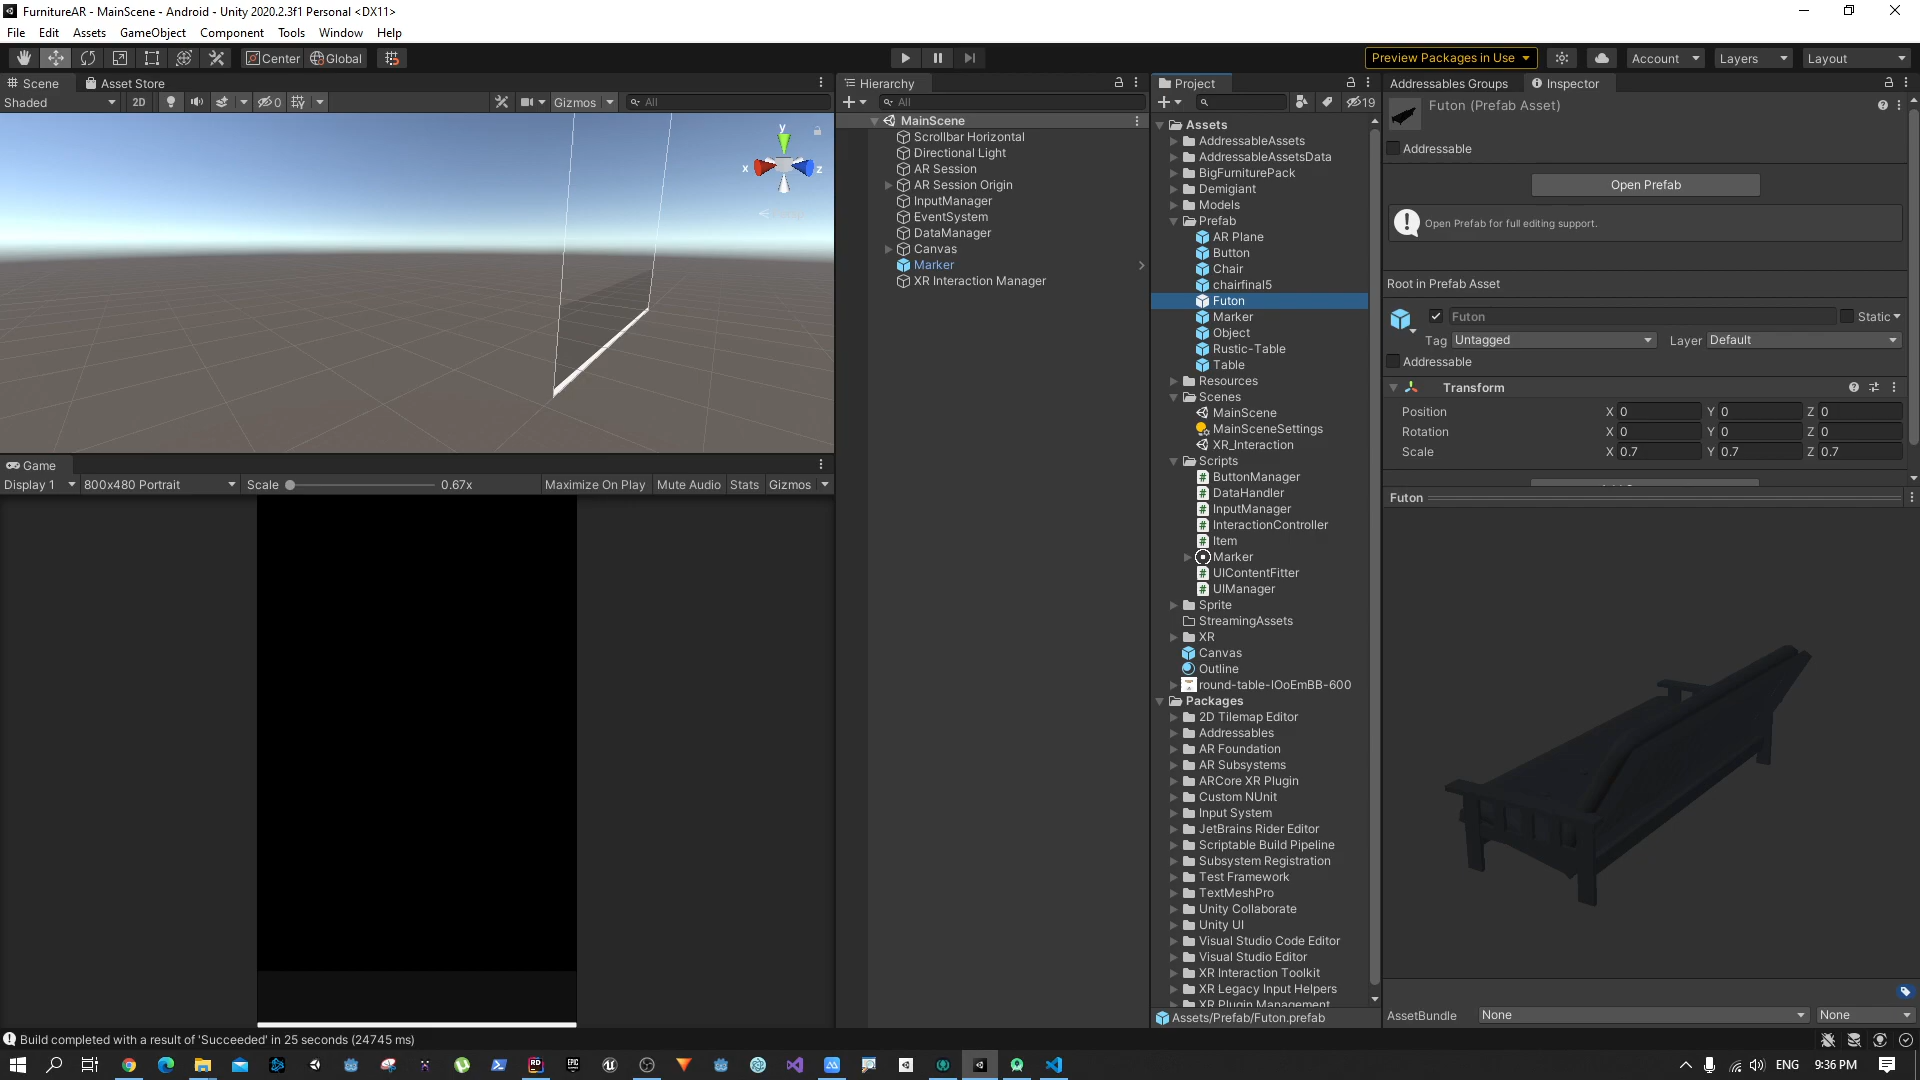 FurnitureAR - MainScene - Android - Unity 2020.2.3f1 Personal <DX11>
File Edit Assets GameObject Component Tools Window Help
Center Global Preview Packages in Use Account Layers Layout
Scene Asset Store
Shaded 2D 0 Gizmos All
y
x z
Game
Display 1 800x480 Portrait Scale 0.67x Maximize On Play Mute Audio Stats Gizmos
Hierarchy
All
MainScene
Scrollbar Horizontal
Directional Light
AR Session
AR Session Origin
InputManager
EventSystem
DataManager
Canvas
Marker
XR Interaction Manager
Project
19
Assets
AddressableAssets
AddressableAssetsData
BigFurniturePack
Demigiant
Models
Prefab
AR Plane
Button
Chair
chairfinal5
Futon
Marker
Object
Rustic-Table
Table
Resources
Scenes
MainScene
MainSceneSettings
XR_Interaction
Scripts
ButtonManager
DataHandler
InputManager
InteractionController
Item
Marker
UIContentFitter
UIManager
Sprite
StreamingAssets
XR
Canvas
Outline
round-table-lOoEmBB-600
Packages
2D Tilemap Editor
Addressables
AR Foundation
AR Subsystems
ARCore XR Plugin
Custom NUnit
Input System
JetBrains Rider Editor
Scriptable Build Pipeline
Subsystem Registration
Test Framework
TextMeshPro
Unity Collaborate
Unity UI
Visual Studio Code Editor
Visual Studio Editor
XR Interaction Toolkit
XR Legacy Input Helpers
XR Plugin Management
Assets/Prefab/Futon.prefab
Addressables Groups Inspector
Futon (Prefab Asset)
Addressable
Open Prefab
Open Prefab for full editing support.
Root in Prefab Asset
Futon Static
Tag Untagged Layer Default
Addressable
Transform
Position X 0 Y 0 Z 0
Rotation X 0 Y 0 Z 0
Scale X 0.7 Y 0.7 Z 0.7
Futon
AssetBundle None None
Build completed with a result of 'Succeeded' in 25 seconds (24744 ms)
ENG 9:36 PM